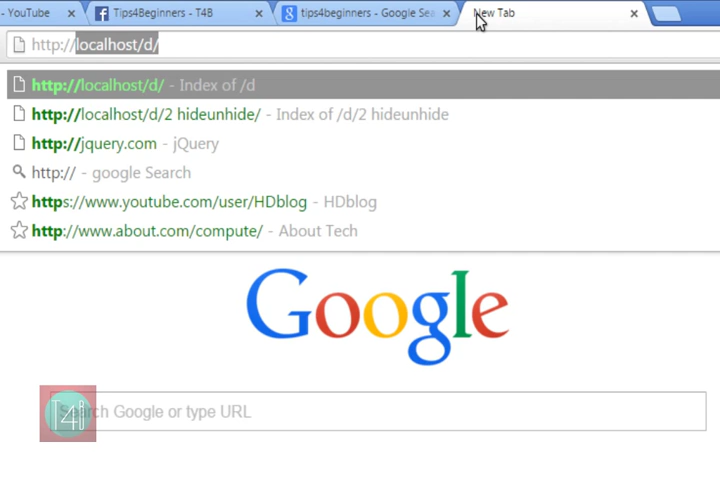 - YouTube
Tips4Beginners - T4B
tips4beginners - Google Sea
New Tab
http://localhost/d/
http://localhost/d/ - Index of /d
http://localhost/d/2 hideunhide/ - Index of /d/2 hideunhide
http://jquery.com - jQuery
http:// - google Search
https://www.youtube.com/user/HDblog - HDblog
http://www.about.com/compute/ - About Tech
Google
Search Google or type URL